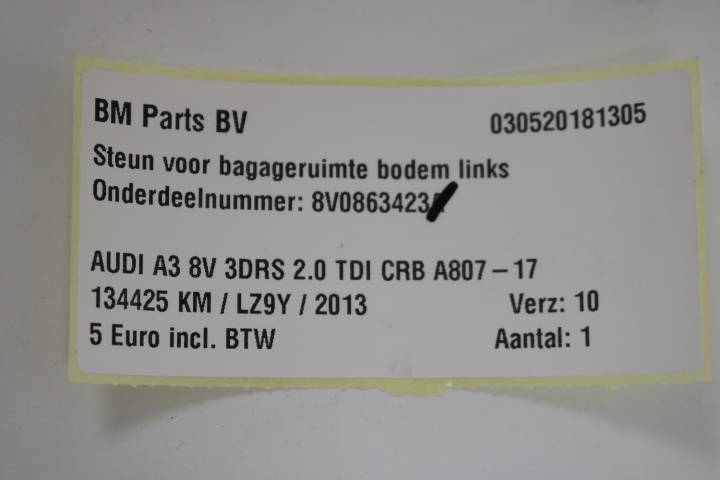 BM Parts BV 030520181305
Steun voor bagageruimte bodem links
Onderdeelnummer: 8V0863423
AUDI A3 8V 3DRS 2.0 TDI CRB A807 – 17
134425 KM / LZ9Y / 2013 Verz: 10
5 Euro incl. BTW Aantal: 1